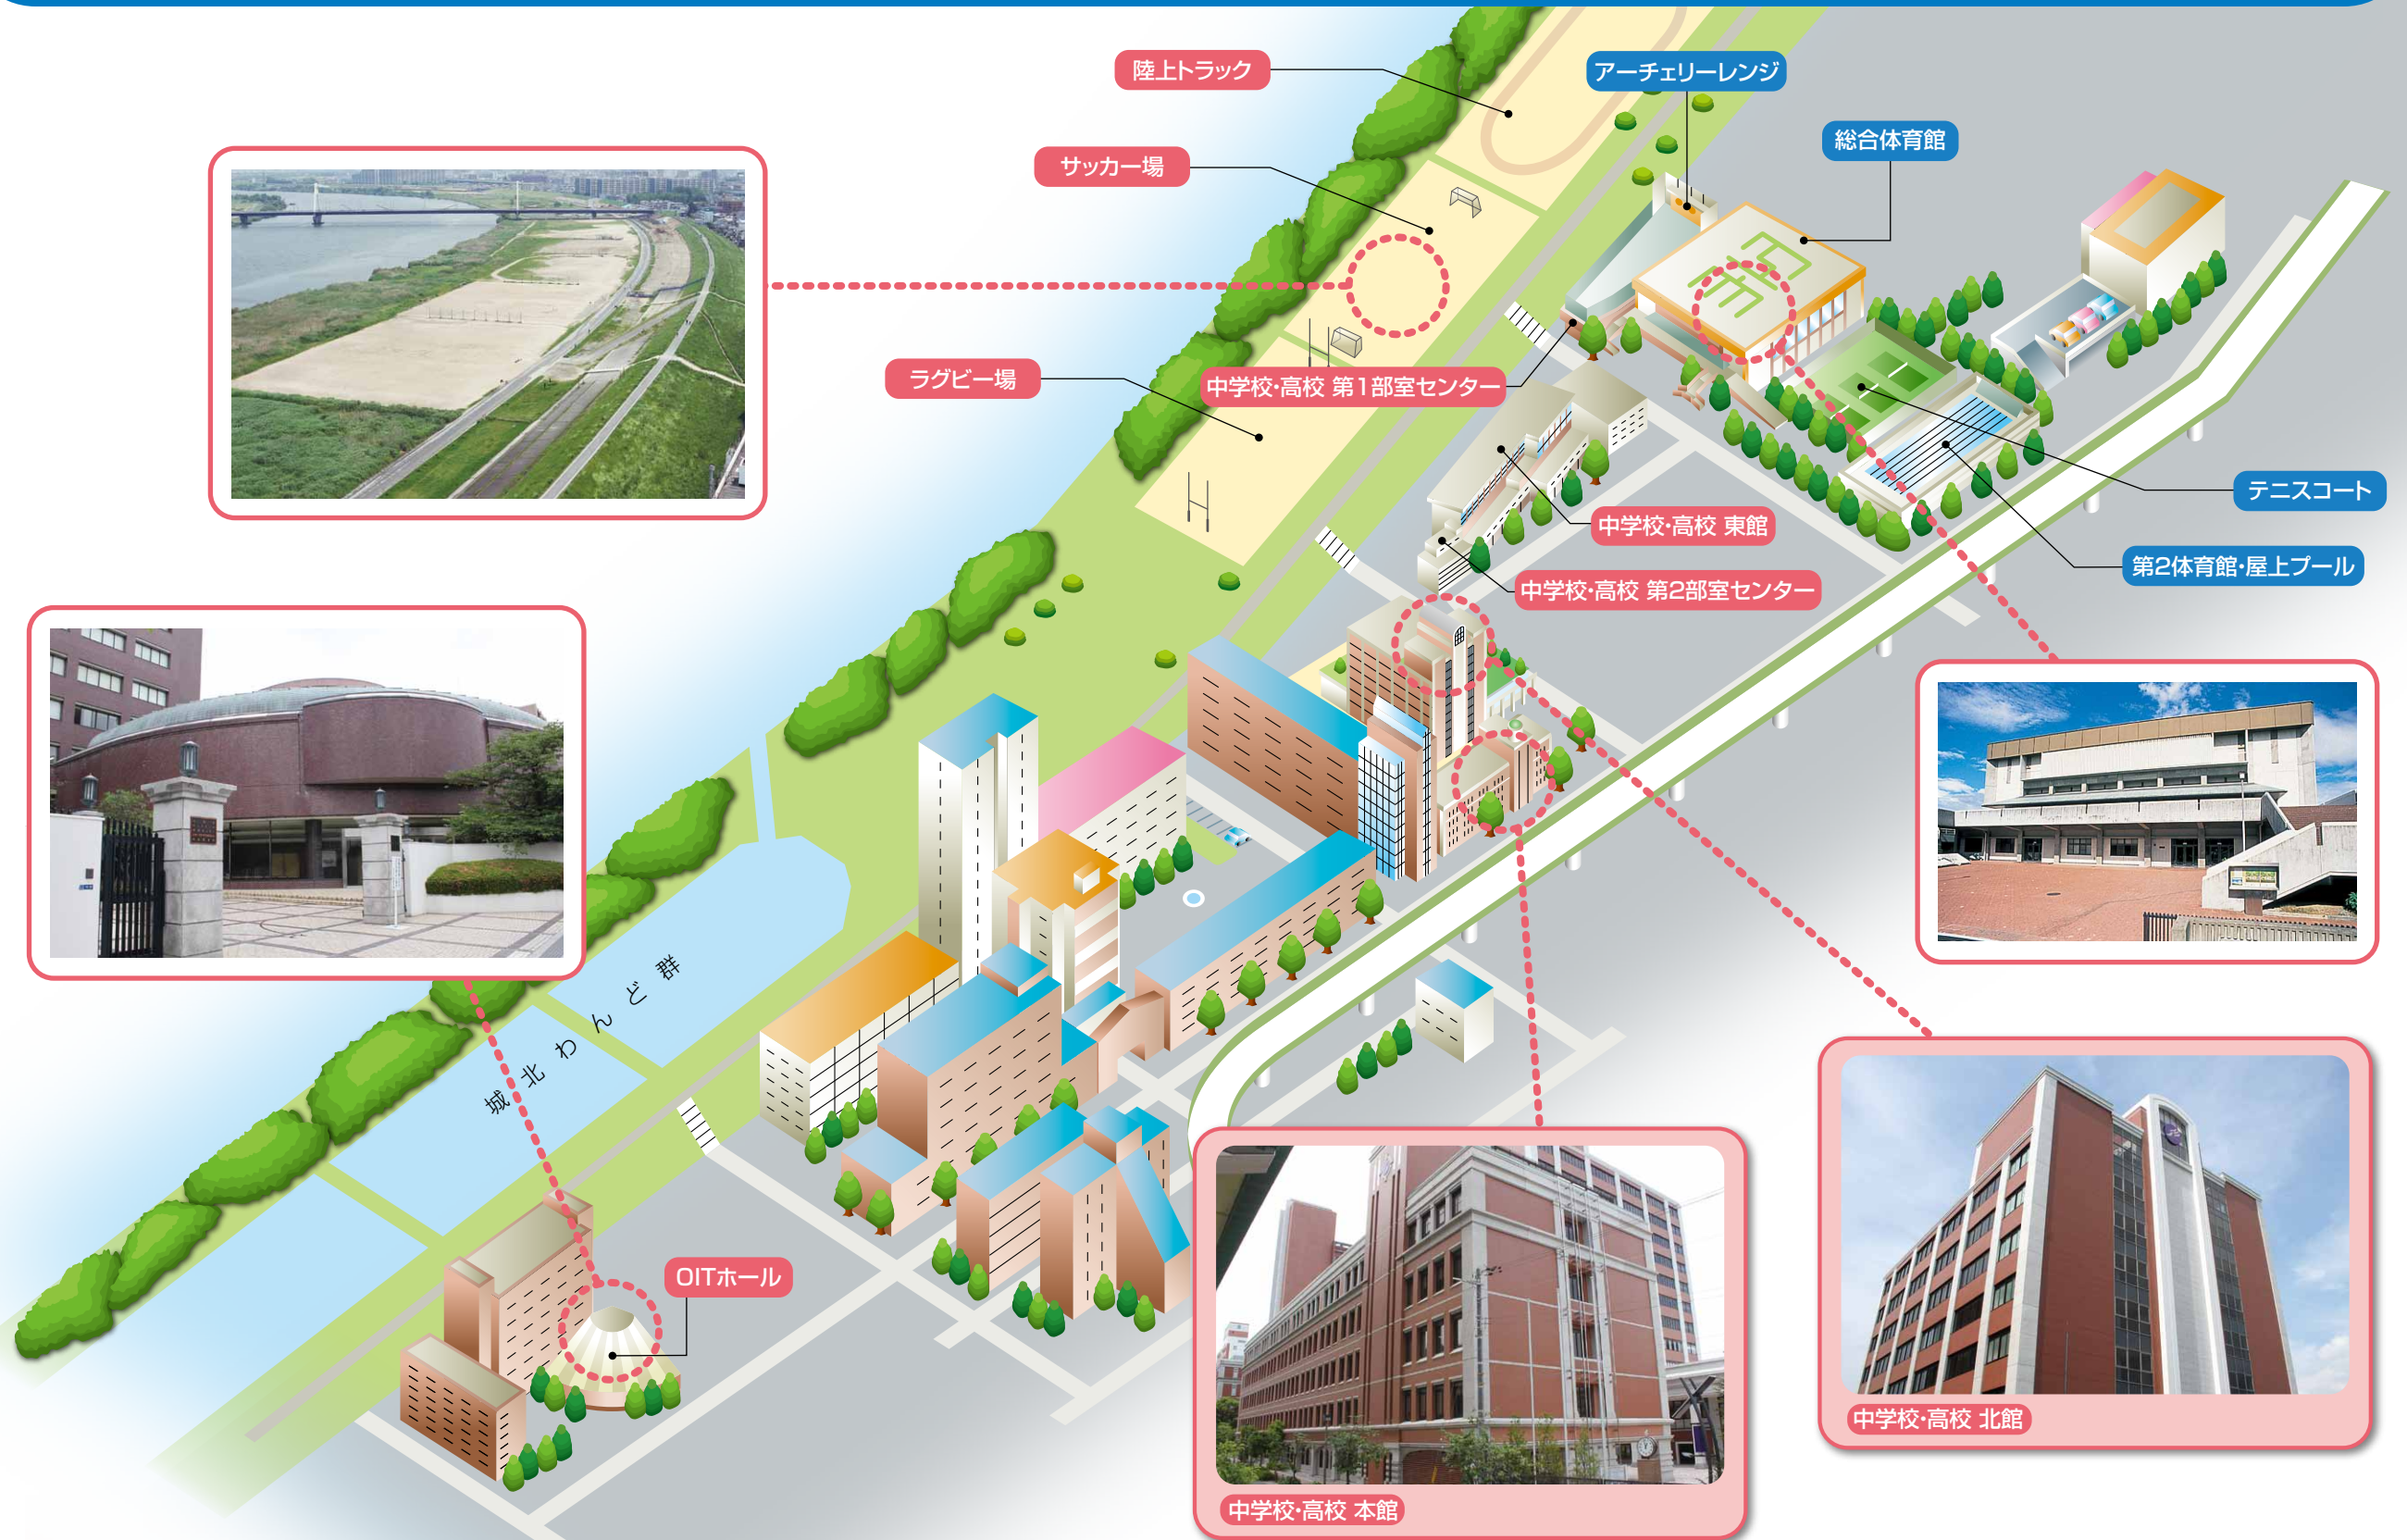 陸上トラック
アーチェリーレンジ
総合体育館
サッカー場
ラグビー場
中学校・高校 第1部室センター
テニスコート
中学校・高校 東館
第2体育館・屋上プール
中学校・高校 第2部室センター
城北わんど群
OITホール
中学校・高校 北館
中学校・高校 本館